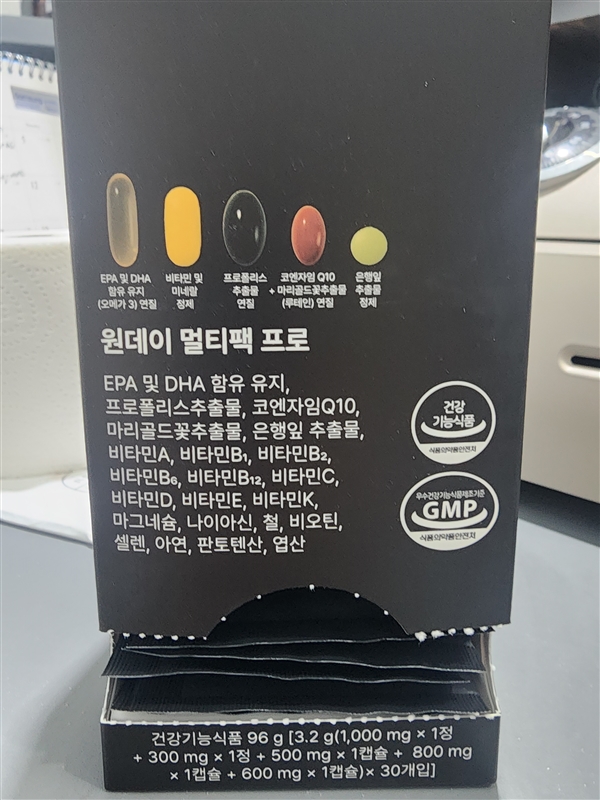 EPA 및 DHA
함유 유지
(오메가 3) 연질
비타민 및
미네랄
정제
프로폴리스
추출물
연질
코엔자임 Q10
+ 마리골드꽃추출물
(루테인) 연질
은행잎
추출물
정제
원데이 멀티팩 프로
EPA 및 DHA 함유 유지,
프로폴리스추출물, 코엔자임Q10,
마리골드꽃추출물, 은행잎 추출물,
비타민A, 비타민B₁, 비타민B₂,
비타민B₆, 비타민B₁₂, 비타민C,
비타민D, 비타민E, 비타민K,
마그네슘, 나이아신, 철, 비오틴,
셀렌, 아연, 판토텐산, 엽산
건강
기능식품
식품의약품안전처
우수건강기능식품제조기준
GMP
식품의약품안전처
건강기능식품 96 g [3.2 g(1,000 mg × 1정
+ 300 mg × 1정 + 500 mg × 1캡슐 + 800 mg
× 1캡슐 + 600 mg × 1캡슐)× 30개입]